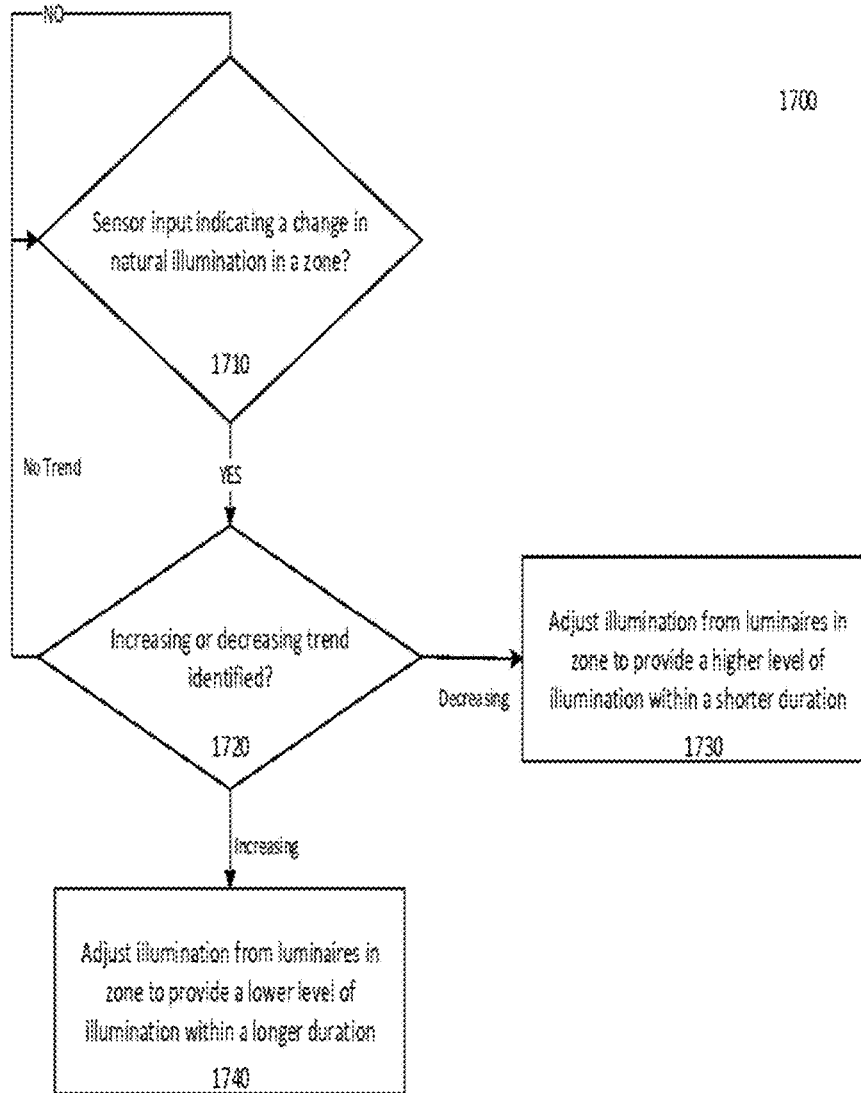 NO
1700
Sensor input indicating a change in
natural illumination in a zone?
1710
No Trend
YES
Increasing or decreasing trend
identified?
1720
Decreasing
Adjust illumination from luminaires in
zone to provide a higher level of
illumination within a shorter duration
1730
Increasing
Adjust illumination from luminaires in
zone to provide a lower level of
illumination within a longer duration
1740